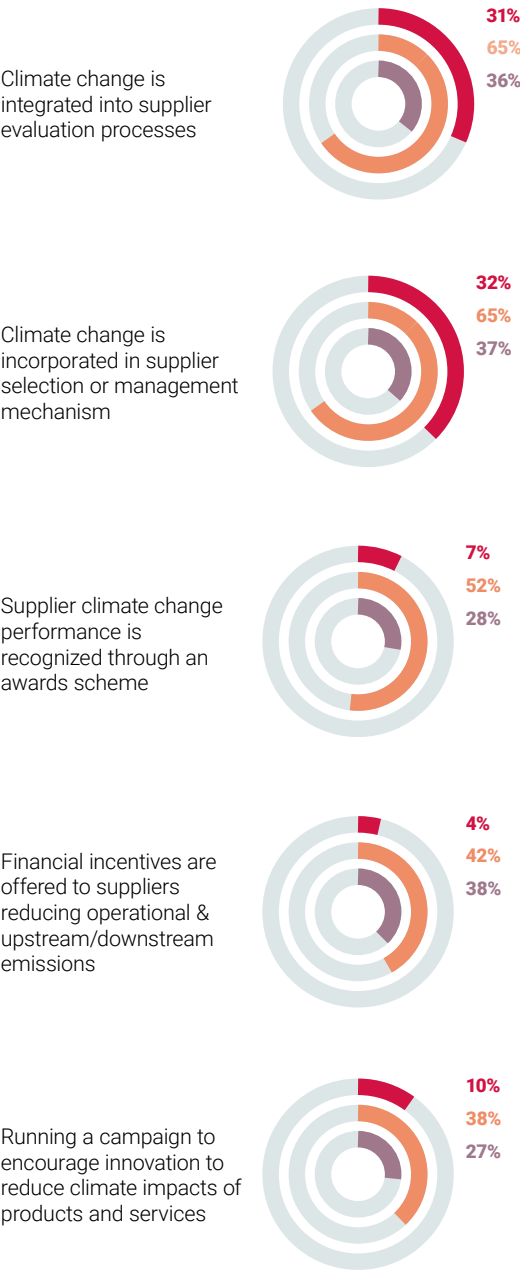 31%
65%
36%
Climate change is
integrated into supplier
evaluation processes
32%
65%
37%
Climate change is
incorporated in supplier
selection or management
mechanism
7%
52%
28%
Supplier climate change
performance is
recognized through an
awards scheme
4%
42%
38%
Financial incentives are
offered to suppliers
reducing operational &
upstream/downstream
emissions
10%
38%
27%
Running a campaign to
encourage innovation to
reduce climate impacts of
products and services